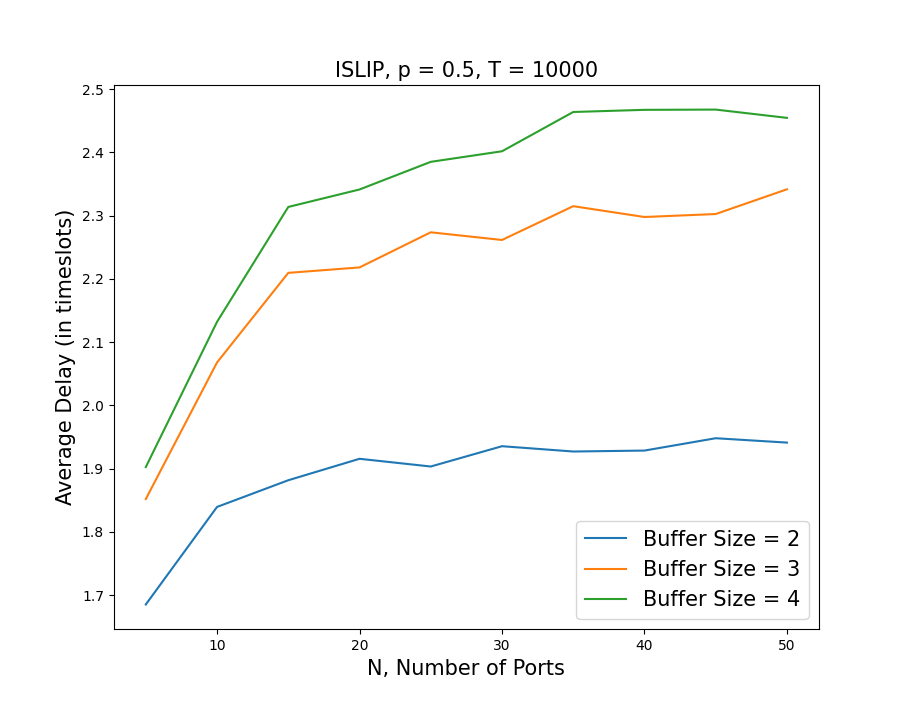 ISLIP, p = 0.5, T = 10000
Average Delay (in timeslots)
2.5
2.4
2.3
2.2
2.1
2.0
1.9
1.8
1.7
Buffer Size = 2
Buffer Size = 3
Buffer Size = 4
10 20 30 40 50
N, Number of Ports